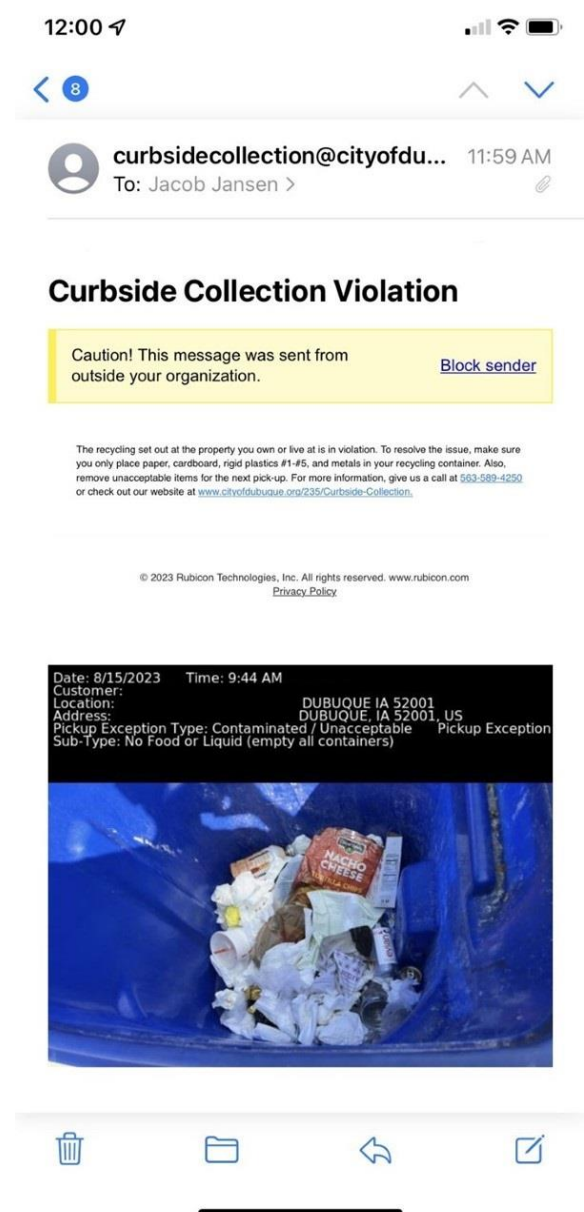 12:00
8
curbsidecollection@cityofdu... 11:59 AM
To: Jacob Jansen >
Curbside Collection Violation
Caution! This message was sent from
outside your organization.
Block sender
The recycling set out at the property you own or live at is in violation. To resolve the issue, make sure
you only place paper, cardboard, rigid plastics #1-#5, and metals in your recycling container. Also,
remove unacceptable items for the next pick-up. For more information, give us a call at 563-589-4250
or check out our website at www.cityofdubuque.org/235/Curbside-Collection.
© 2023 Rubicon Technologies, Inc. All rights reserved. www.rubicon.com
Privacy Policy
Date: 8/15/2023 Time: 9:44 AM
Customer:
Location: DUBUQUE IA 52001
Address: DUBUQUE, IA 52001, US
Pickup Exception Type: Contaminated / Unacceptable Pickup Exception
Sub-Type: No Food or Liquid (empty all containers)
NACHO
CHEESE